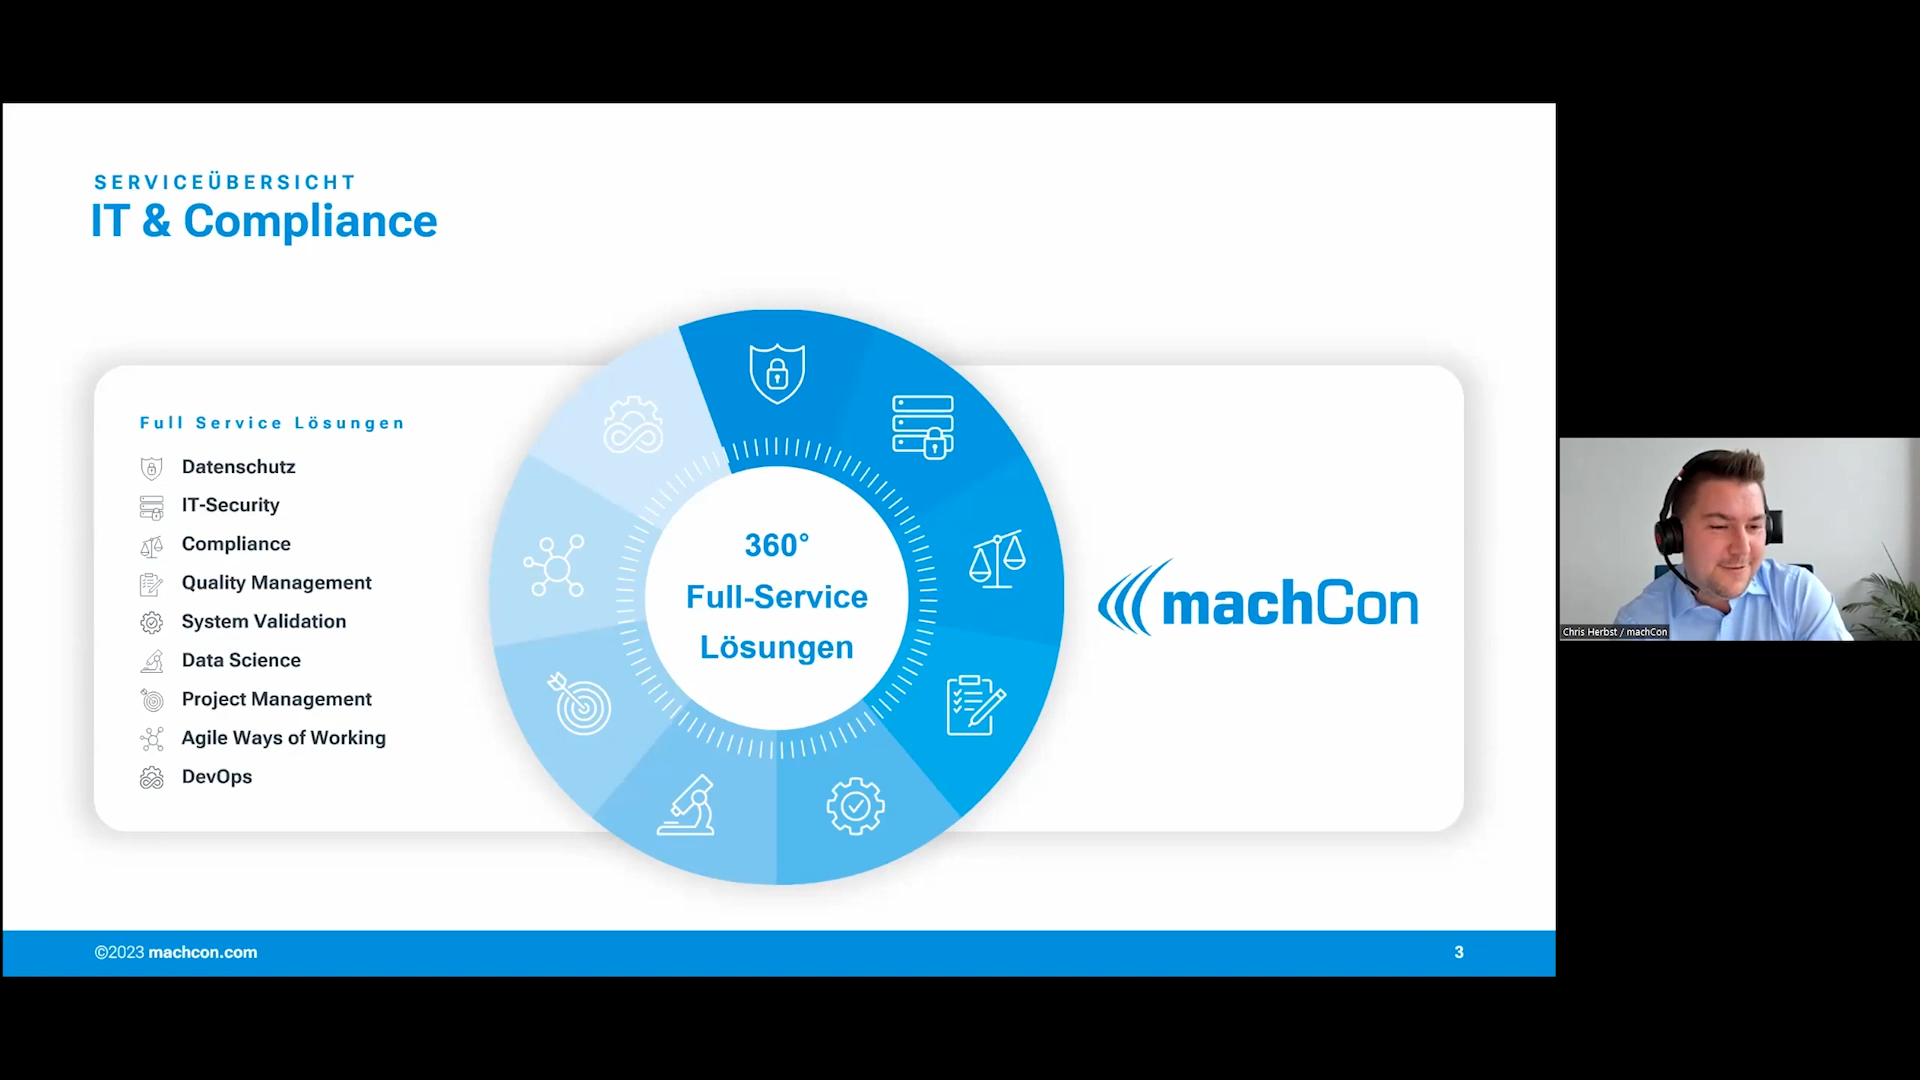 SERVICEÜBERSICHT
IT & Compliance
Full Service Lösungen
Datenschutz
IT-Security
Compliance
Quality Management
System Validation
Data Science
Project Management
Agile Ways of Working
DevOps
360°
Full-Service
Lösungen
machCon
Chris Herbst / machCon
©2023 machcon.com
3